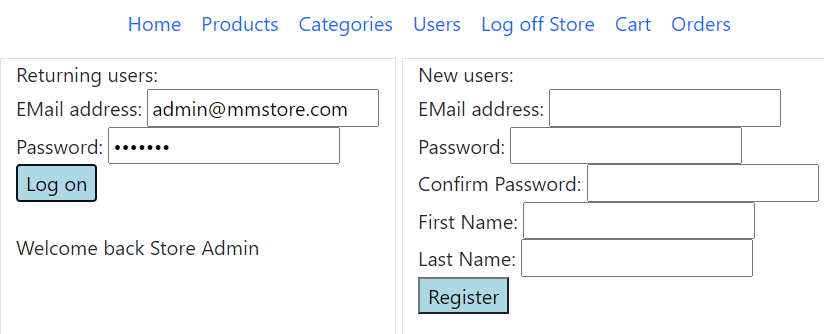 Home Products Categories Users Log off Store Cart Orders
Returning users:
EMail address: admin@mmstore.com
Password: •••••••
Log on
Welcome back Store Admin
New users:
EMail address:
Password:
Confirm Password:
First Name:
Last Name:
Register